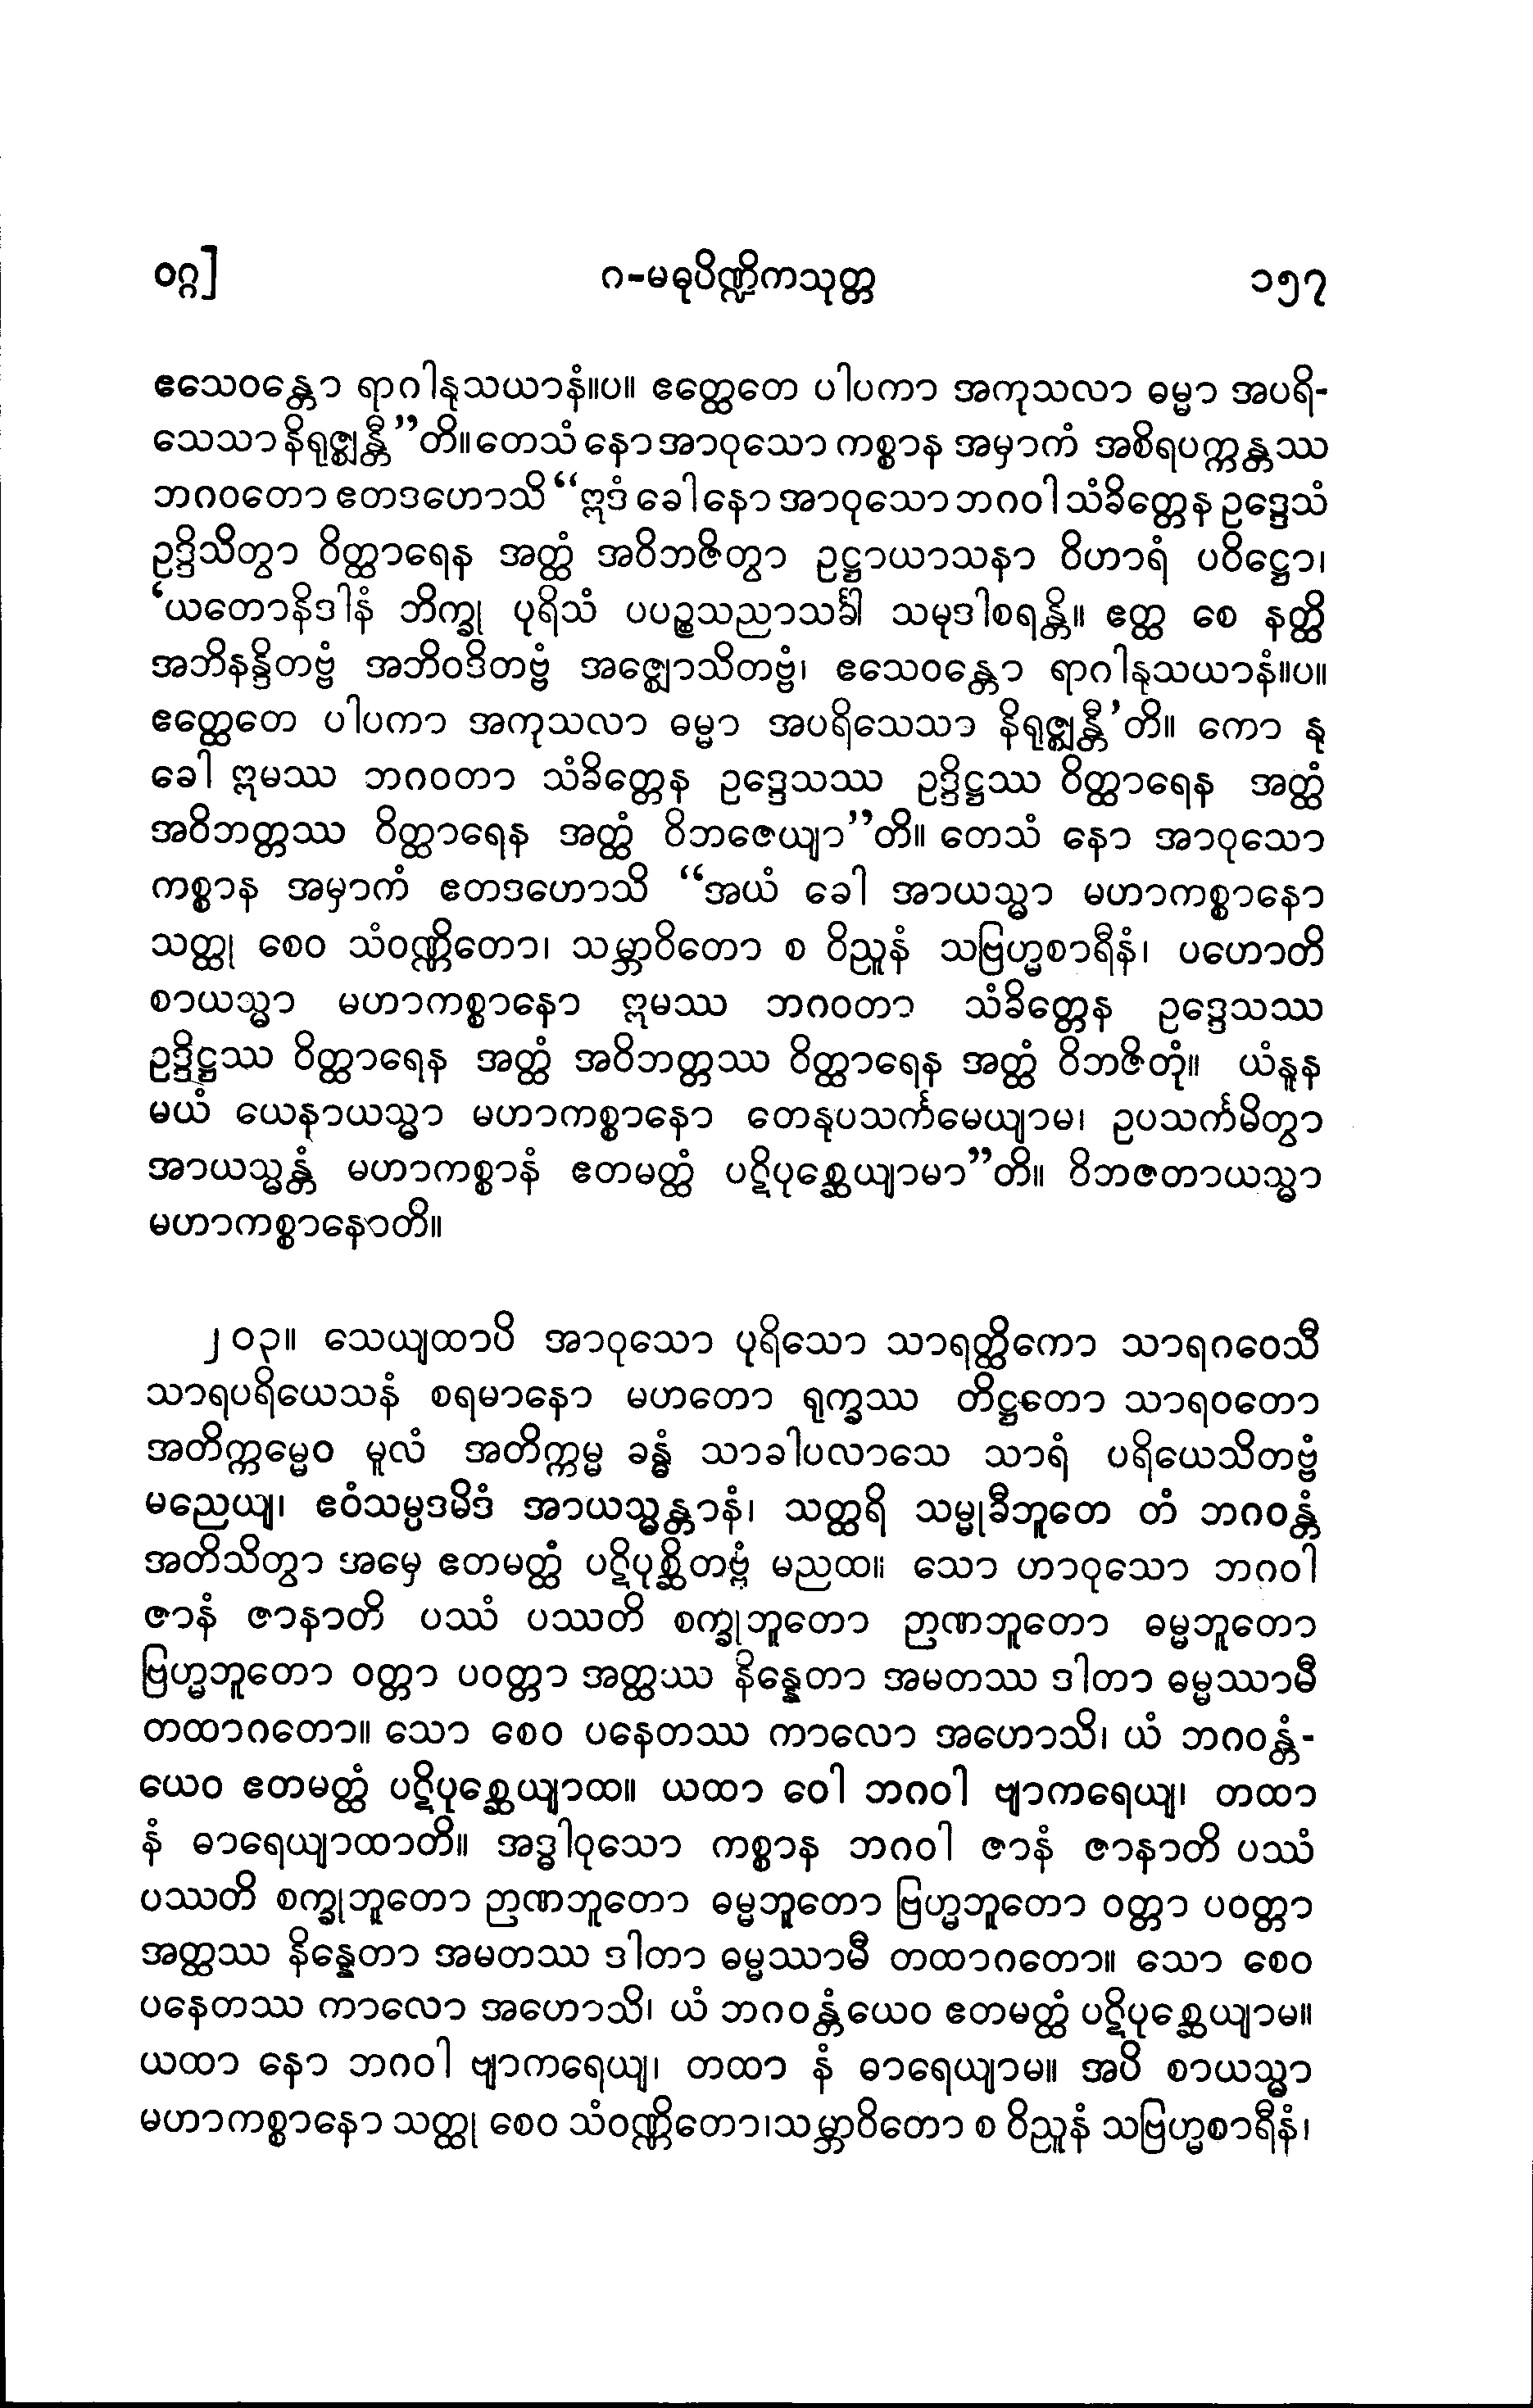 ဝဂ္ဂ] ဂ-မဓုပိဏ္ဍိကသုတ္တ ၁၅၇
ဧသေဝန္တော ရာဂါနုသယာနံ။ပ။ ဧတ္ထေတေ ပါပကာ အကုသလာ ဓမ္မာ အပရိ-
သေသာ နိရုဇ္ဈန္တီ”တိ။ တေသံ နော အာဝုသော ကစ္စာန အမှာကံ အစိရပက္ကန္တဿ
ဘဂဝတော ဧတဒဟောသိ “ဣဒံ ခေါ နော အာဝုသော ဘဂဝါ သံခိတ္တေန ဥဒ္ဒေသံ
ဥဒ္ဒိသိတွာ ဝိတ္ထာရေန အတ္ထံ အဝိဘဇိတွာ ဥဋ္ဌာယာသနာ ဝိဟာရံ ပဝိဋ္ဌော၊
‘ယတောနိဒါနံ ဘိက္ခု ပုရိသံ ပပဉ္စသညာသင်္ခါ သမုဒါစရန္တိ။ ဧတ္ထ စေ နတ္ထိ
အဘိနန္ဒိတဗ္ဗံ အဘိဝဒိတဗ္ဗံ အဇ္ဈောသိတဗ္ဗံ၊ ဧသေဝန္တော ရာဂါနုသယာနံ။ပ။
ဧတ္ထေတေ ပါပကာ အကုသလာ ဓမ္မာ အပရိသေသာ နိရုဇ္ဈန္တီ’တိ။ ကော နု
ခေါ ဣမဿ ဘဂဝတာ သံခိတ္တေန ဥဒ္ဒေသဿ ဥဒ္ဒိဋ္ဌဿ ဝိတ္ထာရေန အတ္ထံ
အဝိဘတ္တဿ ဝိတ္ထာရေန အတ္ထံ ဝိဘဇေယျာ”တိ။ တေသံ နော အာဝုသော
ကစ္စာန အမှာကံ ဧတဒဟောသိ “အယံ ခေါ အာယသ္မာ မဟာကစ္စာနော
သတ္ထု စေဝ သံဝဏ္ဏိတော၊ သမ္ဘာဝိတော စ ဝိညူနံ သဗြဟ္မစာရီနံ၊ ပဟောတိ
စာယသ္မာ မဟာကစ္စာနော ဣမဿ ဘဂဝတာ သံခိတ္တေန ဥဒ္ဒေသဿ
ဥဒ္ဒိဋ္ဌဿ ဝိတ္ထာရေန အတ္ထံ အဝိဘတ္တဿ ဝိတ္ထာရေန အတ္ထံ ဝိဘဇိတုံ။ ယံနူန
မယံ ယေနာယသ္မာ မဟာကစ္စာနော တေနုပသင်္ကမေယျာမ၊ ဥပသင်္ကမိတွာ
အာယသ္မန္တံ မဟာကစ္စာနံ ဧတမတ္ထံ ပဋိပုစ္ဆေယျာမာ”တိ။ ဝိဘဇတာယသ္မာ
မဟာကစ္စာနောတိ။
၂၀၃။ သေယျထာပိ အာဝုသော ပုရိသော သာရတ္ထိကော သာရဂဝေသီ
သာရပရိယေသနံ စရမာနော မဟတော ရုက္ခဿ တိဋ္ဌတော သာရဝတော
အတိက္ကမ္မေဝ မူလံ အတိက္ကမ္မ ခန္ဓံ သာခါပလာသေ သာရံ ပရိယေသိတဗ္ဗံ
မညေယျ၊ ဧဝံသမ္ပဒမိဒံ အာယသ္မန္တာနံ၊ သတ္ထရိ သမ္မုခီဘူတေ တံ ဘဂဝန္တံ
အတိသိတွာ အမှေ ဧတမတ္ထံ ပဋိပုစ္ဆိတဗ္ဗံ မညထ။ သော ဟာဝုသော ဘဂဝါ
ဇာနံ ဇာနာတိ ပဿံ ပဿတိ စက္ခုဘူတော ဉာဏဘူတော ဓမ္မဘူတော
ဗြဟ္မဘူတော ဝတ္တာ ပဝတ္တာ အတ္ထဿ နိန္နေတာ အမတဿ ဒါတာ ဓမ္မဿာမီ
တထာဂတော။ သော စေဝ ပနေတဿ ကာလော အဟောသိ၊ ယံ ဘဂဝန္တံ-
ယေဝ ဧတမတ္ထံ ပဋိပုစ္ဆေယျာထ။ ယထာ ဝေါ ဘဂဝါ ဗျာကရေယျ၊ တထာ
နံ ဓာရေယျာထာတိ။ အဒ္ဓါဝုသော ကစ္စာန ဘဂဝါ ဇာနံ ဇာနာတိ ပဿံ
ပဿတိ စက္ခုဘူတော ဉာဏဘူတော ဓမ္မဘူတော ဗြဟ္မဘူတော ဝတ္တာ ပဝတ္တာ
အတ္ထဿ နိန္နေတာ အမတဿ ဒါတာ ဓမ္မဿာမီ တထာဂတော။ သော စေဝ
ပနေတဿ ကာလော အဟောသိ၊ ယံ ဘဂဝန္တံယေဝ ဧတမတ္ထံ ပဋိပုစ္ဆေယျာမ။
ယထာ နော ဘဂဝါ ဗျာကရေယျ၊ တထာ နံ ဓာရေယျာမ။ အပိ စာယသ္မာ
မဟာကစ္စာနော သတ္ထု စေဝ သံဝဏ္ဏိတော၊သမ္ဘာဝိတော စ ဝိညူနံ သဗြဟ္မစာရီနံ၊